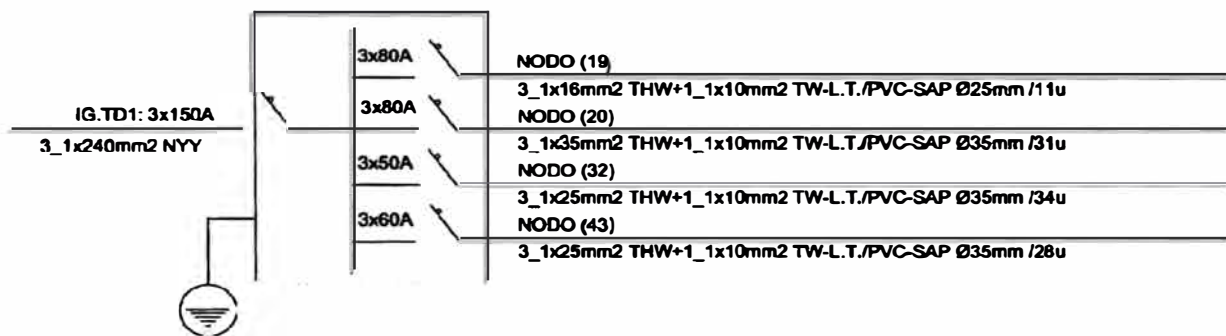 IG.TD1: 3x150A
3_1x240mm2 NYY
3x80A
NODO (19)
3_1x16mm2 THW+1_1x10mm2 TW-L.T./PVC-SAP Ø25mm /11u
3x80A
NODO (20)
3_1x35mm2 THW+1_1x10mm2 TW-L.T./PVC-SAP Ø35mm /31u
3x50A
NODO (32)
3_1x25mm2 THW+1_1x10mm2 TW-L.T./PVC-SAP Ø35mm /34u
3x60A
NODO (43)
3_1x25mm2 THW+1_1x10mm2 TW-L.T./PVC-SAP Ø35mm /28u